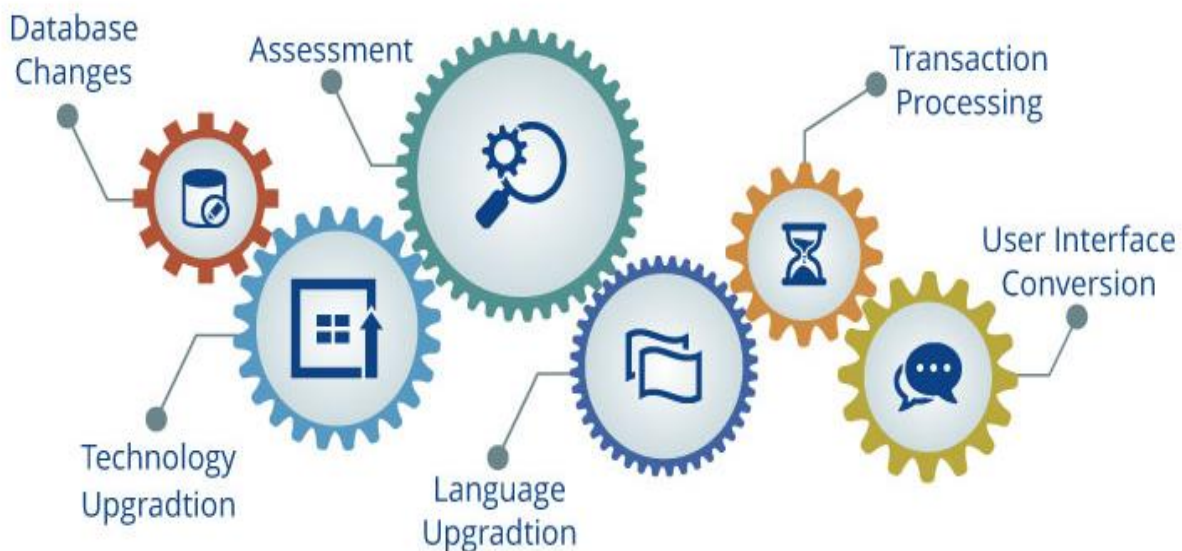 Database
Changes
Assessment
Transaction
Processing
User Interface
Conversion
Technology
Upgradtion
Language
Upgradtion